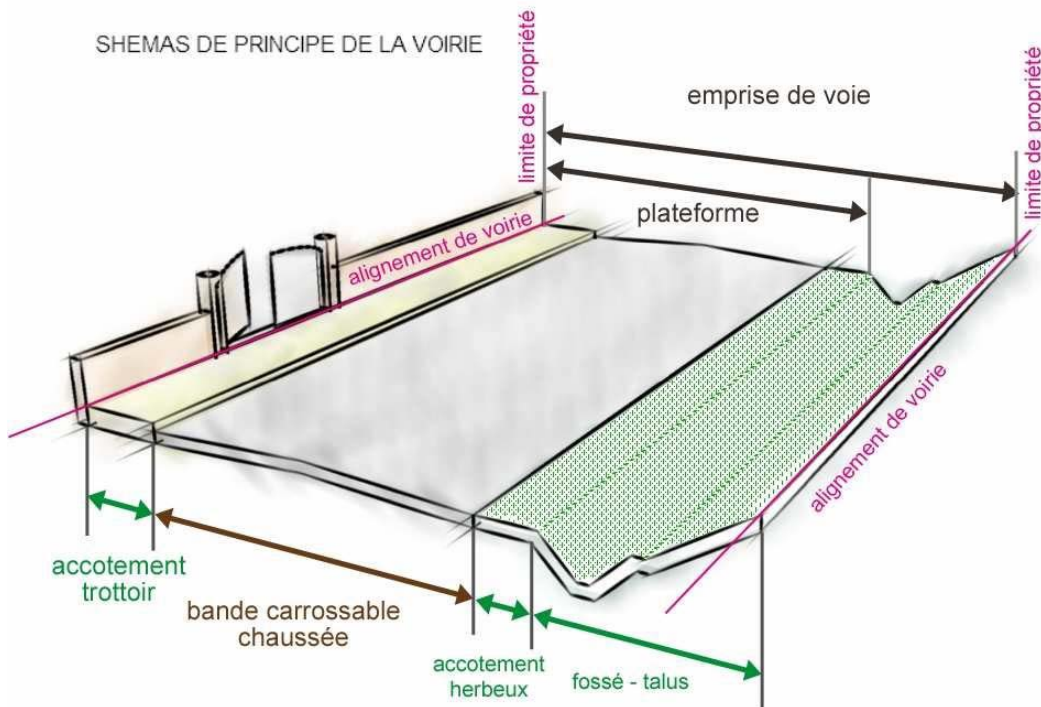 SHEMAS DE PRINCIPE DE LA VOIRIE
limite de propriété
emprise de voie
limite de propriété
plateforme
alignement de voirie
alignement de voirie
accotement
trottoir
bande carrossable
chaussée
accotement
herbeux
fossé - talus